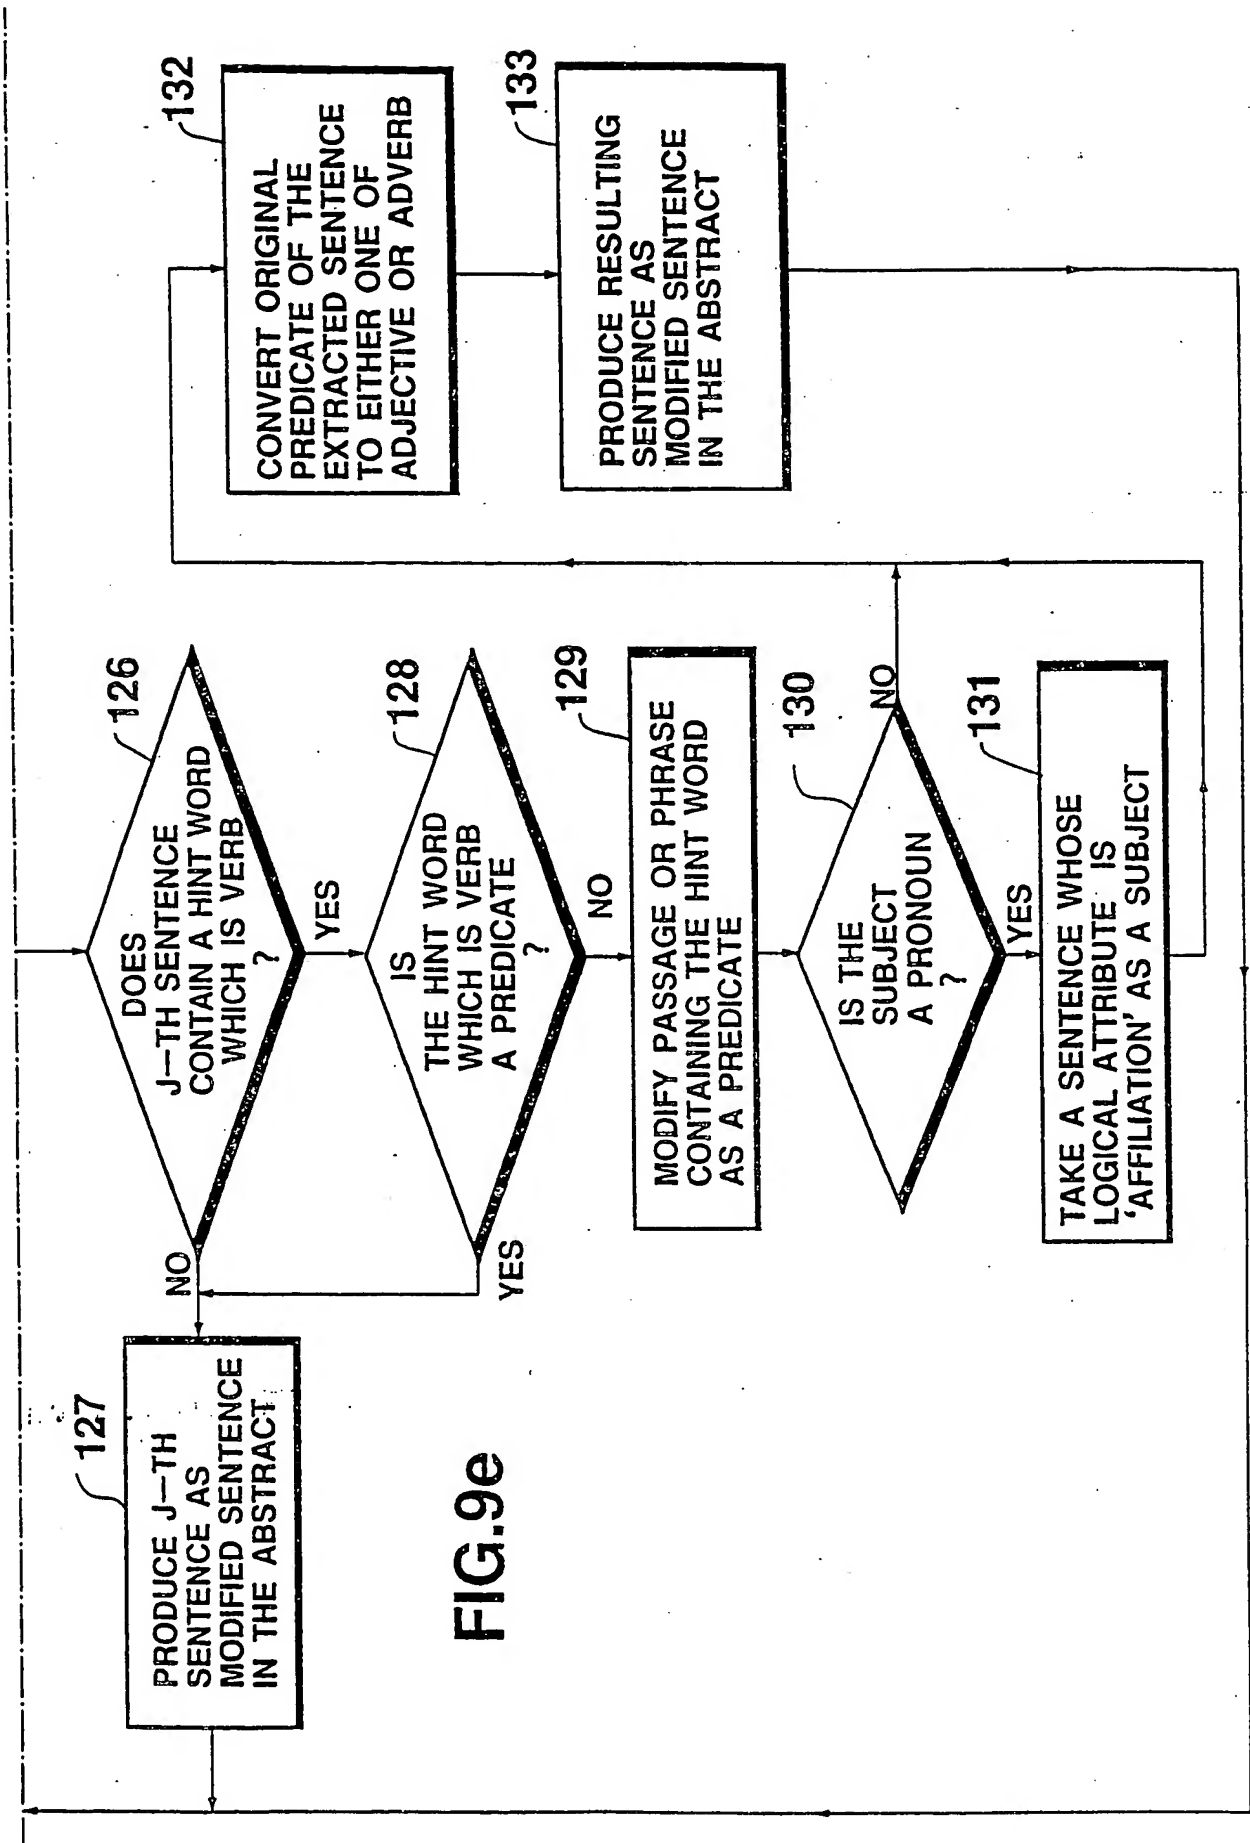 126
DOES
J-TH SENTENCE
CONTAIN A HINT WORD
WHICH IS VERB
?
NO
YES
127
PRODUCE J-TH
SENTENCE AS
MODIFIED SENTENCE
IN THE ABSTRACT
128
IS
THE HINT WORD
WHICH IS VERB
A PREDICATE
?
YES
NO
129
MODIFY PASSAGE OR PHRASE
CONTAINING THE HINT WORD
AS A PREDICATE
130
IS THE
SUBJECT
A PRONOUN
?
NO
YES
131
TAKE A SENTENCE WHOSE
LOGICAL ATTRIBUTE IS
'AFFILIATION' AS A SUBJECT
132
CONVERT ORIGINAL
PREDICATE OF THE
EXTRACTED SENTENCE
TO EITHER ONE OF
ADJECTIVE OR ADVERB
133
PRODUCE RESULTING
SENTENCE AS
MODIFIED SENTENCE
IN THE ABSTRACT
FIG.9e